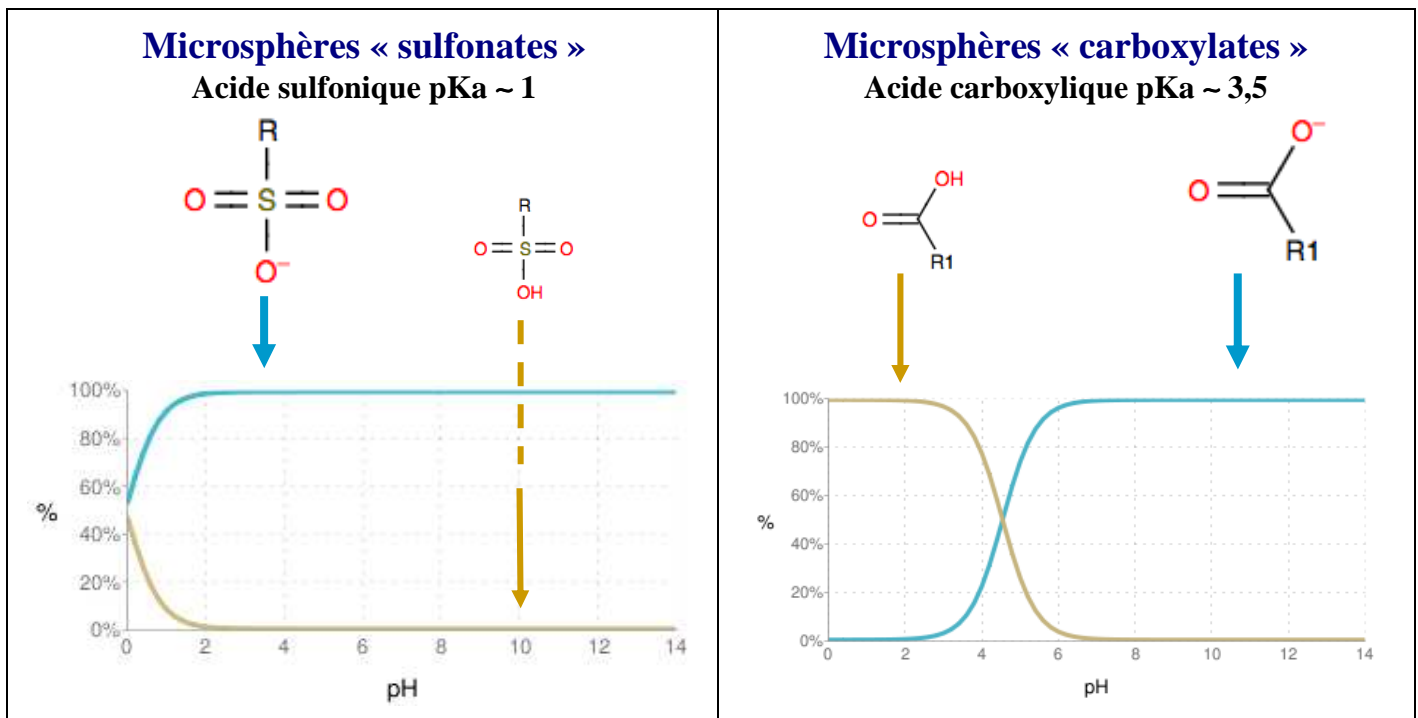 Microsphères « sulfonates »
Acide sulfonique pKa ~ 1
R
O S O
O⁻
R
O S O
OH
100%
80%
60%
40%
20%
0%
%
0 2 4 6 8 10 12 14
pH
Microsphères « carboxylates »
Acide carboxylique pKa ~ 3,5
OH
O
R1
O⁻
O
R1
100%
80%
60%
40%
20%
0%
%
0 2 4 6 8 10 12 14
pH